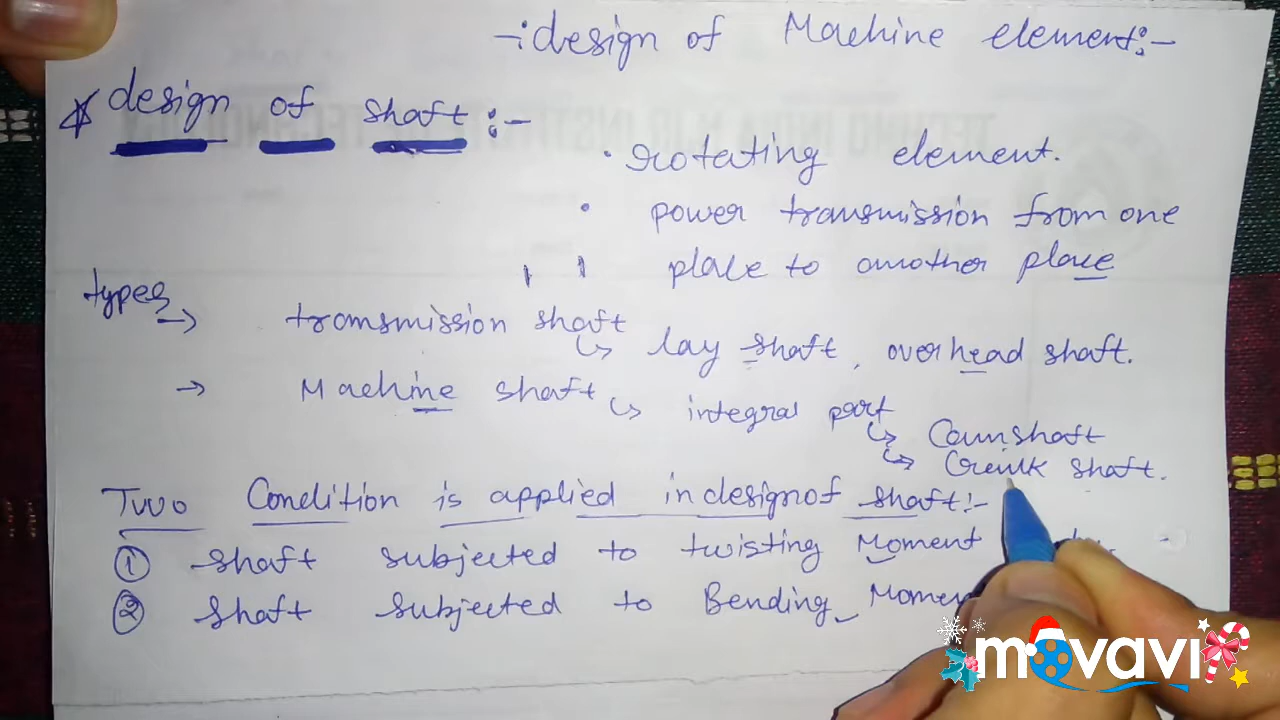 -: design of Machine element:-
* design of shaft:-
• rotating element.
• power transmission from one
place to another place
types
→ transmission shaft
↳ lay shaft, overhead shaft.
→ Machine shaft ↳ integral part
↳ Camshaft
↳ Crank shaft.
Two Condition is applied in design of shaft:-
① shaft subjected to twisting Moment
② shaft subjected to Bending
movavi